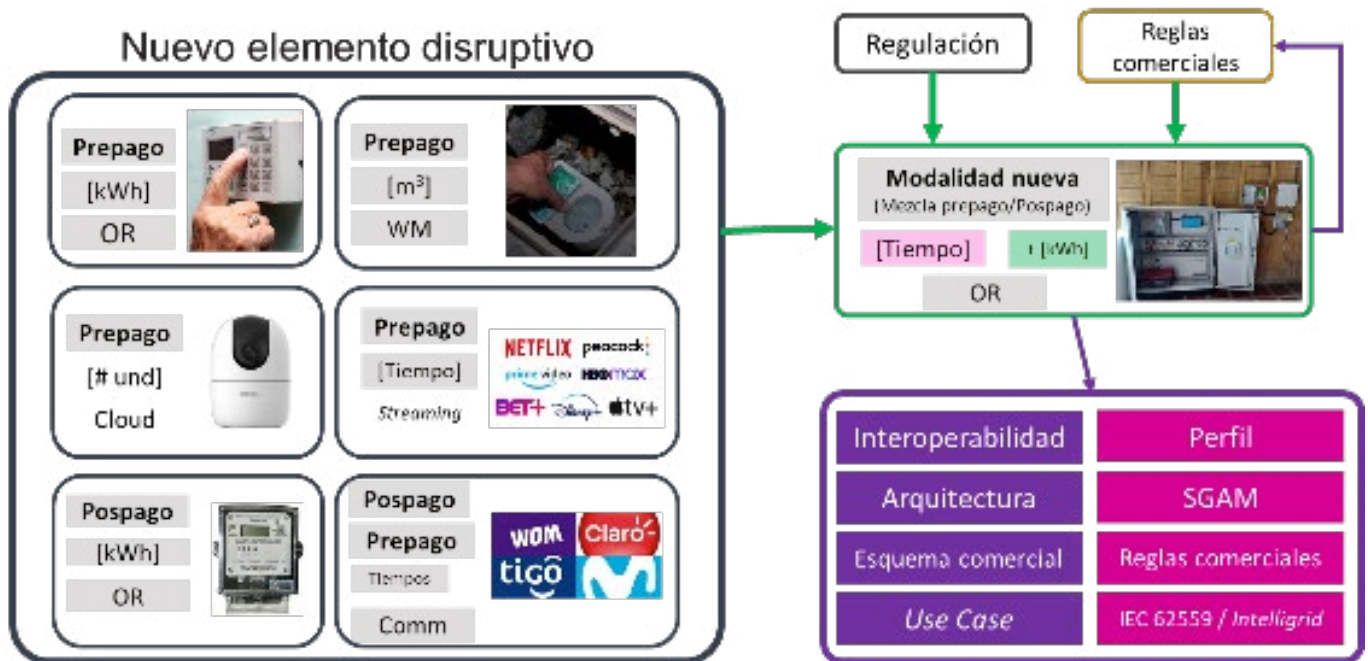 Nuevo elemento disruptivo
Prepago
[kWh]
OR
Prepago
[m³]
WM
Prepago
[# und]
Cloud
Prepago
[Tiempo]
Streaming
NETFLIX peacock
prime video HBOMAX
BET+ Disney+ tv+
Pospago
[kWh]
OR
Pospago
Prepago
Tiempos
Comm
WOM Claro
tigo
Regulación
Reglas
comerciales
Modalidad nueva
(Mezcla prepago/Pospago)
[Tiempo] + [kWh]
OR
Interoperabilidad Perfil
Arquitectura SGAM
Esquema comercial Reglas comerciales
Use Case IEC 62559 / Intelligrid